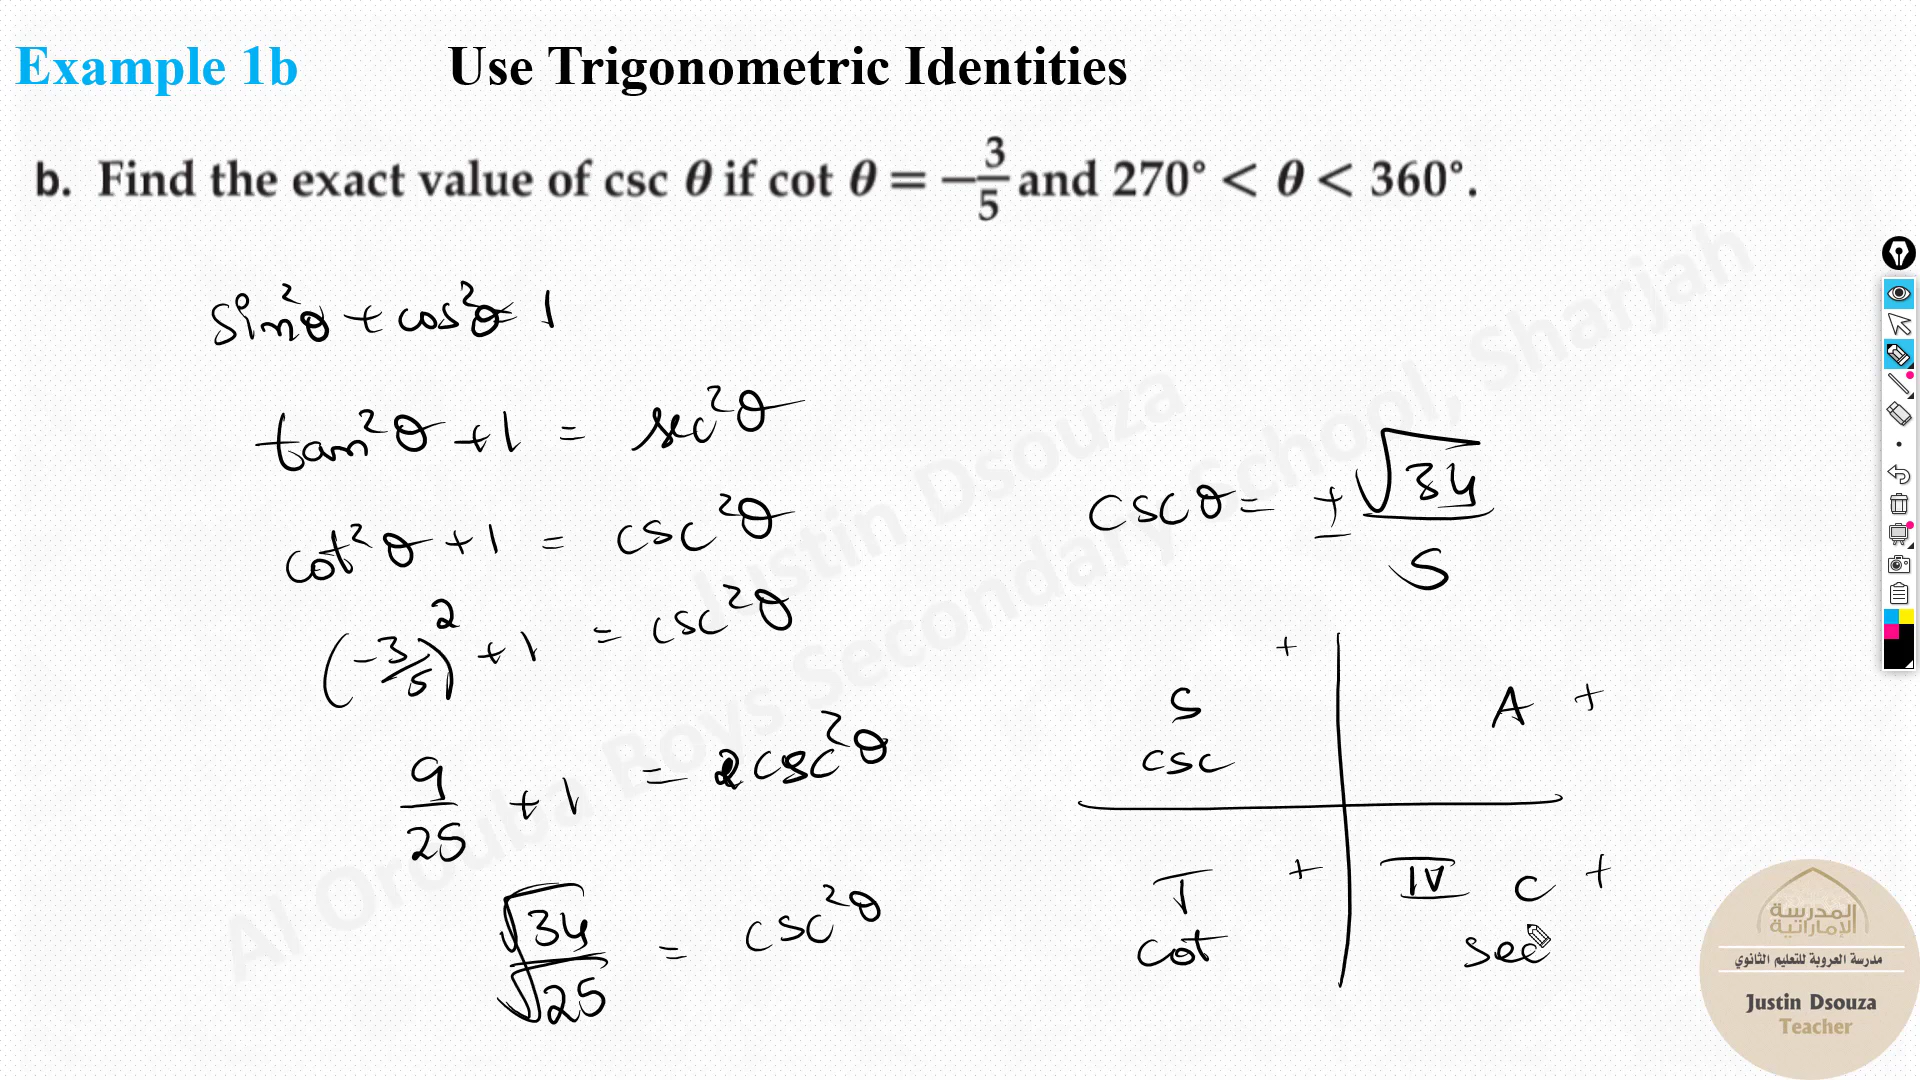 Example 1b Use Trigonometric Identities
b. Find the exact value of csc θ if cot θ = −3/5 and 270° < θ < 360°.
sin²θ + cos²θ = 1
tan²θ + 1 = sec²θ
cot²θ + 1 = csc²θ
(−3/5)² + 1 = csc²θ
9/25 + 1 = csc²θ
√34/√25 = csc²θ
cscθ = ± √34/5
S + A +
csc
T + IV C +
cot sec
Justin Dsouza
Al Orouba Boys Secondary School, Sharjah
المدرسة
الإماراتية
مدرسة العروبة للتعليم الثانوي
Justin Dsouza
Teacher